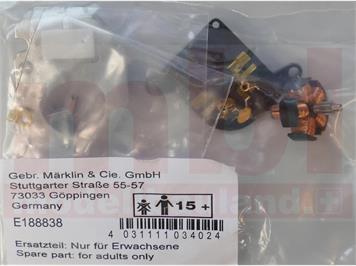 Gebr. Märklin & Cie. GmbH
Stuttgarter Straße 55-57
73033 Göppingen
Germany
15 +
E188838
4 031111 034024
Ersatzteil: Nur für Erwachsene
Spare part: for adults only